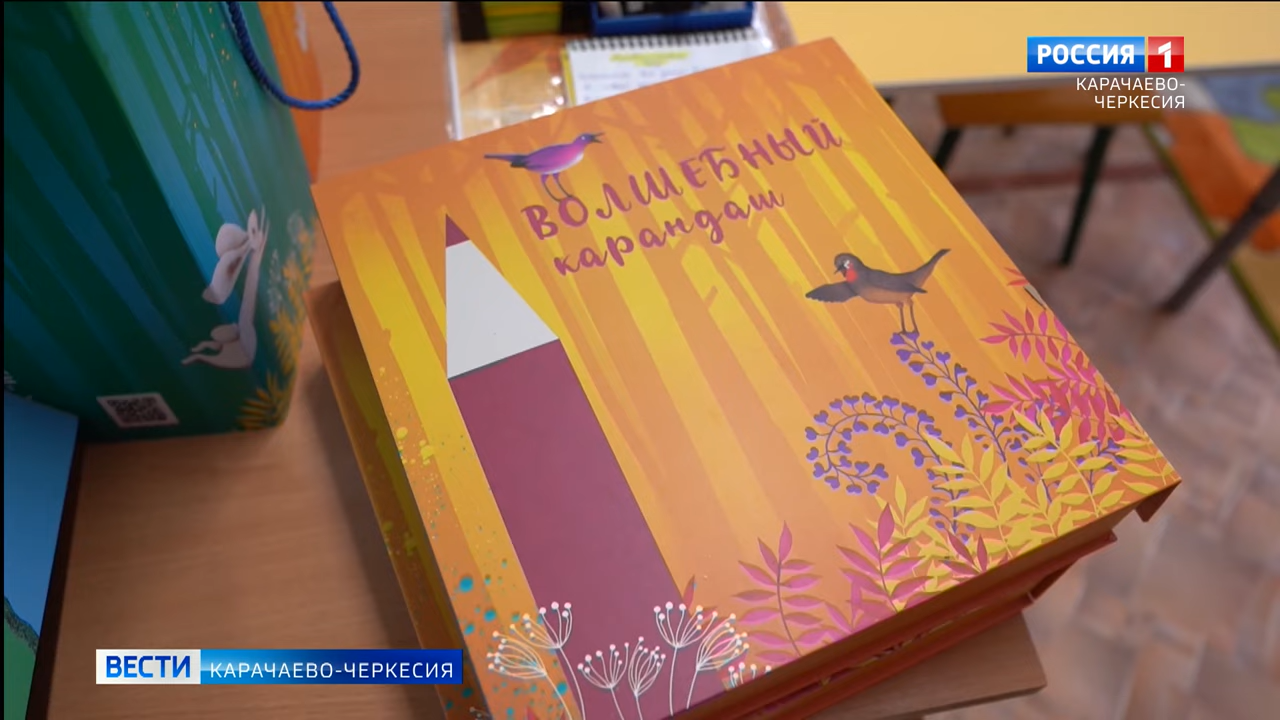 РОССИЯ 1
КАРАЧАЕВО-
ЧЕРКЕСИЯ
ВОЛШЕБНЫЙ
карандаш
ВЕСТИ КАРАЧАЕВО-ЧЕРКЕСИЯ